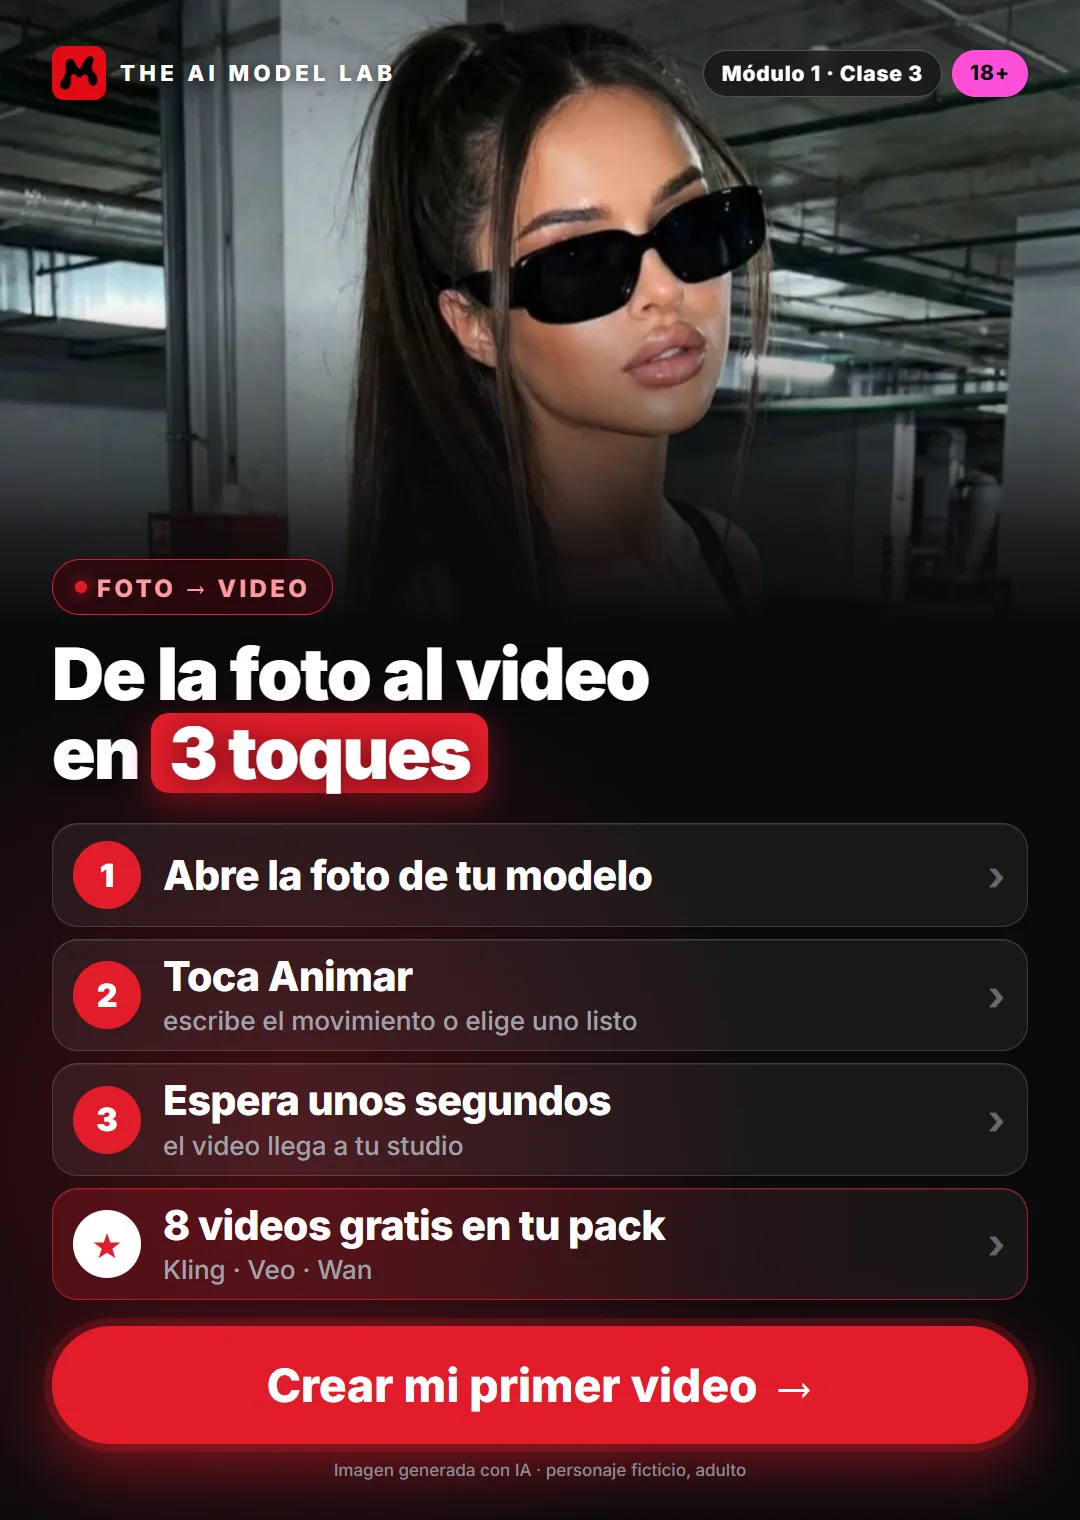 THE AI MODEL LAB
Módulo 1 · Clase 3
18+
FOTO → VIDEO
De la foto al video
en 3 toques
1
Abre la foto de tu modelo
2
Toca Animar
escribe el movimiento o elige uno listo
3
Espera unos segundos
el video llega a tu studio
8 videos gratis en tu pack
Kling · Veo · Wan
Crear mi primer video →
Imagen generada con IA · personaje ficticio, adulto